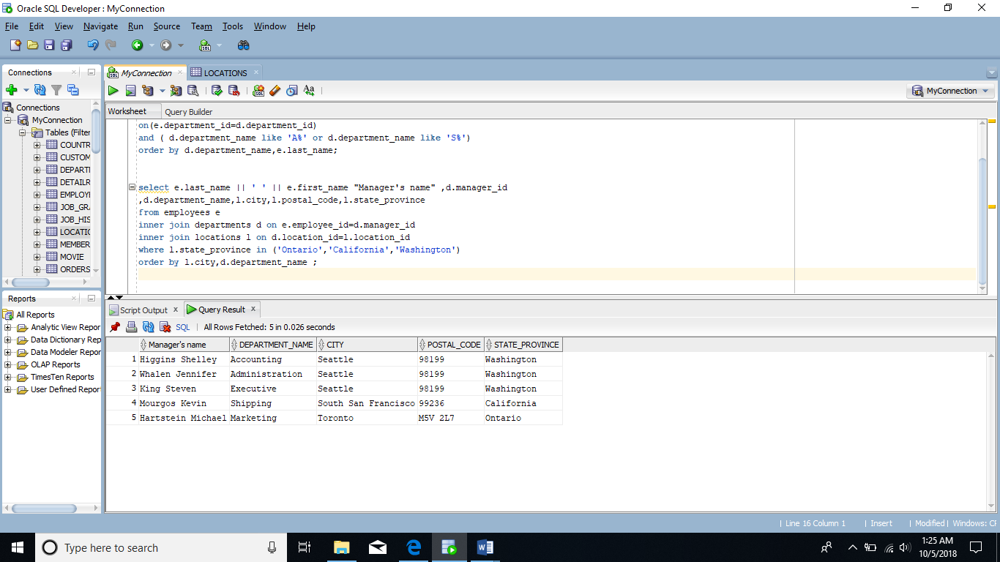 Oracle SQL Developer : MyConnection
File Edit View Navigate Run Source Team Tools Window Help
Connections
MyConnection
LOCATIONS
MyConnection
Connections
MyConnection
Tables (Filter
COUNTR
CUSTOM
DEPARTI
DETAILR
EMPLOYI
JOB_GR
JOB_HIS
LOCATIO
MEMBER
MOVIE
ORDERS
Worksheet Query Builder
on(e.department_id=d.department_id)
and ( d.department_name like 'A%' or d.department_name like 'S%')
order by d.department_name,e.last_name;
select e.last_name || ' ' || e.first_name "Manager's name" ,d.manager_id
,d.department_name,l.city,l.postal_code,l.state_province
from employees e
inner join departments d on e.employee_id=d.manager_id
inner join locations l on d.location_id=l.location_id
where l.state_province in ('Ontario','California','Washington')
order by l.city,d.department_name ;
Reports
All Reports
Analytic View Repor
Data Dictionary Rep
Data Modeler Repor
OLAP Reports
TimesTen Reports
User Defined Repor
Script Output x Query Result x
SQL | All Rows Fetched: 5 in 0.026 seconds
Manager's name DEPARTMENT_NAME CITY POSTAL_CODE STATE_PROVINCE
1 Higgins Shelley Accounting Seattle 98199 Washington
2 Whalen Jennifer Administration Seattle 98199 Washington
3 King Steven Executive Seattle 98199 Washington
4 Mourgos Kevin Shipping South San Francisco 99236 California
5 Hartstein Michael Marketing Toronto M5V 2L7 Ontario
| Line 16 Column 1 | Insert | Modified | Windows: CF
Type here to search
1:25 AM
10/5/2018